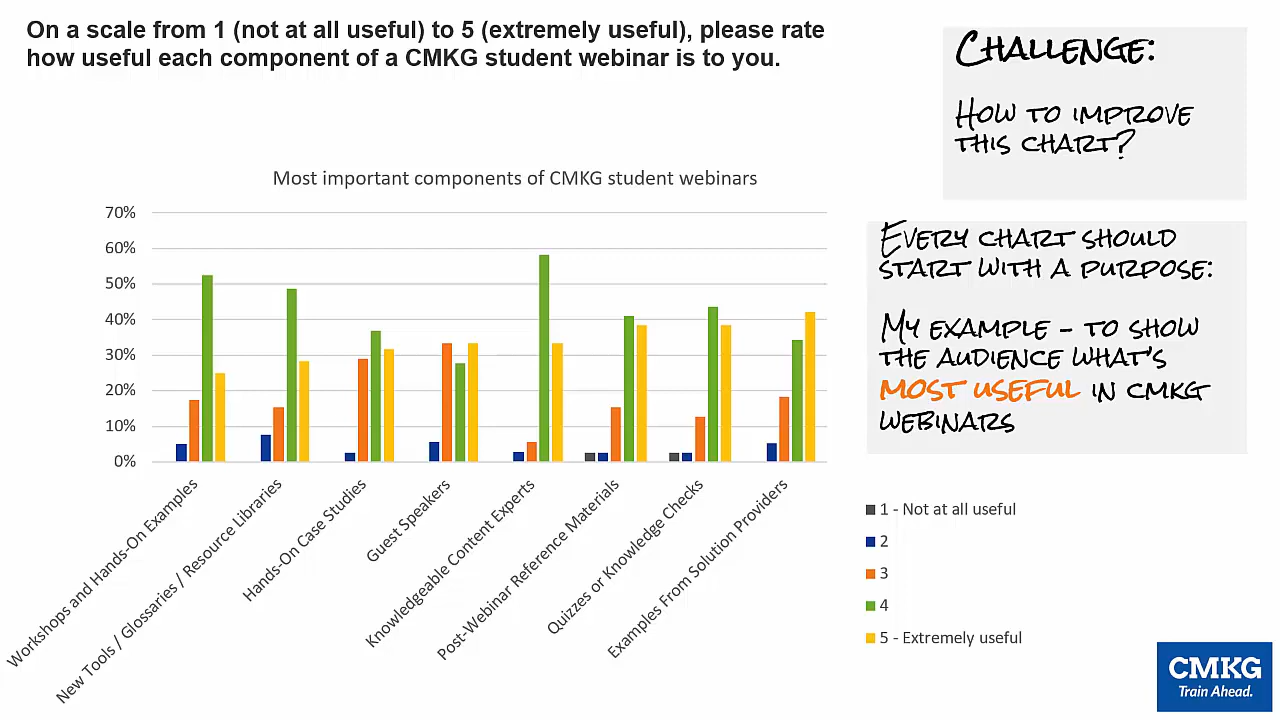 On a scale from 1 (not at all useful) to 5 (extremely useful), please rate
how useful each component of a CMKG student webinar is to you.
CHALLENGE:
HOW TO IMPROVE
THIS CHART?
Most important components of CMKG student webinars
70%
60%
50%
40%
30%
20%
10%
0%
Workshops and Hands-On Examples
New Tools / Glossaries / Resource Libraries
Hands-On Case Studies
Guest Speakers
Knowledgeable Content Experts
Post-Webinar Reference Materials
Quizzes or Knowledge Checks
Examples From Solution Providers
EVERY CHART SHOULD
START WITH A PURPOSE:
MY EXAMPLE – TO SHOW
THE AUDIENCE WHAT'S
MOST USEFUL IN CMKG
WEBINARS
1 - Not at all useful
2
3
4
5 - Extremely useful
CMKG
Train Ahead.